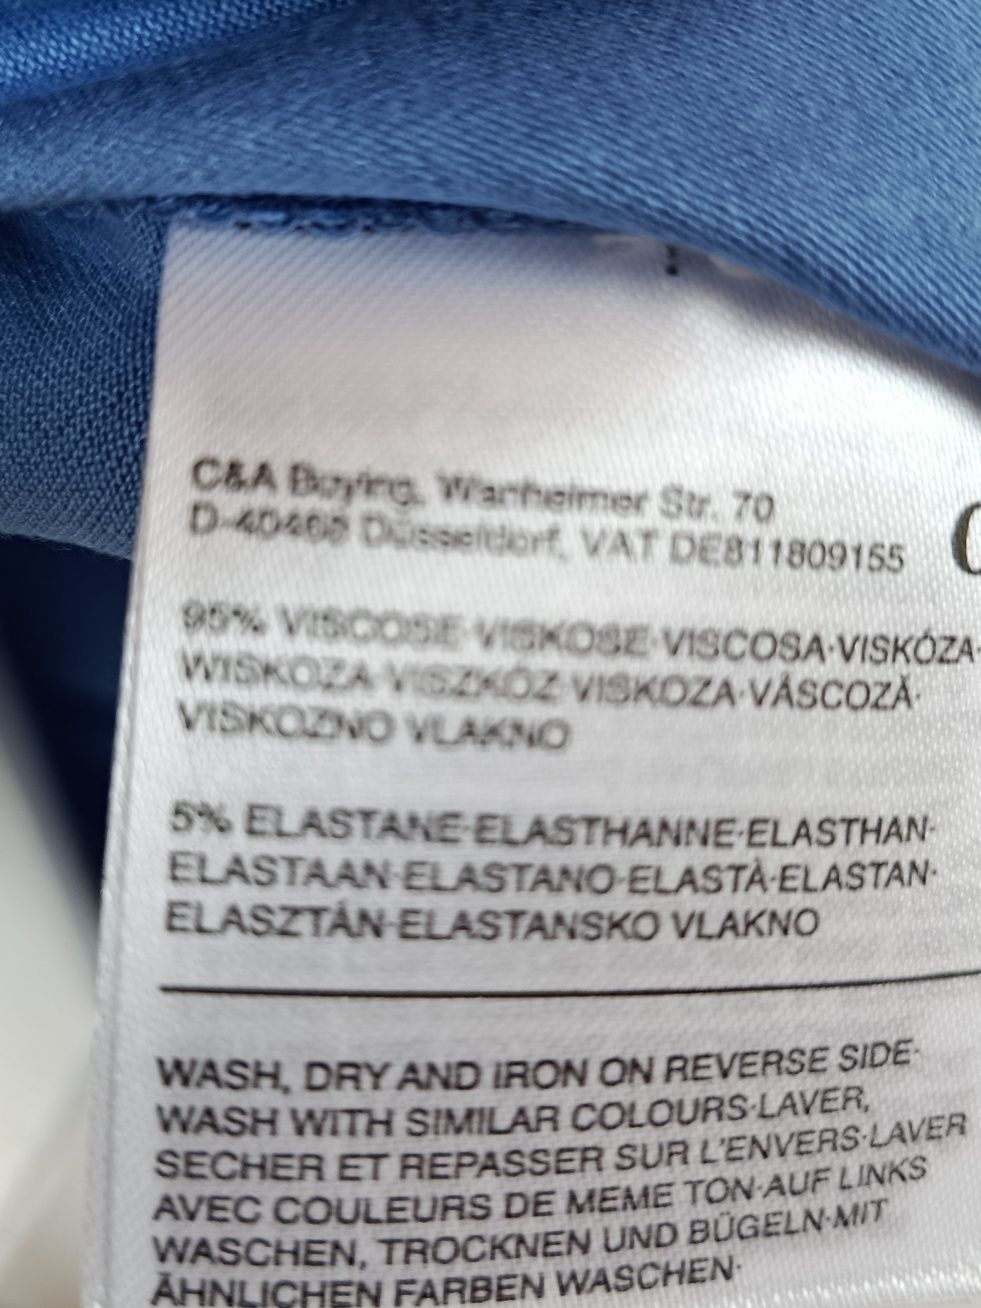 C&A Buying, Wanheimer Str. 70
D-40468 Düsseldorf, VAT DE811809155
95% VISCOSE·VISKOSE·VISCOSA·VISKÓZA·
WISKOZA·VISZKÓZ·VISKOZA·VÂSCOZĂ·
VISKOZNO VLAKNO
5% ELASTANE·ELASTHANNE·ELASTHAN·
ELASTAAN·ELASTANO·ELASTÀ·ELASTAN·
ELASZTÁN·ELASTANSKO VLAKNO
WASH, DRY AND IRON ON REVERSE SIDE·
WASH WITH SIMILAR COLOURS·LAVER,
SECHER ET REPASSER SUR L'ENVERS·LAVER
AVEC COULEURS DE MEME TON·AUF LINKS
WASCHEN, TROCKNEN UND BÜGELN·MIT
ÄHNLICHEN FARBEN WASCHEN·